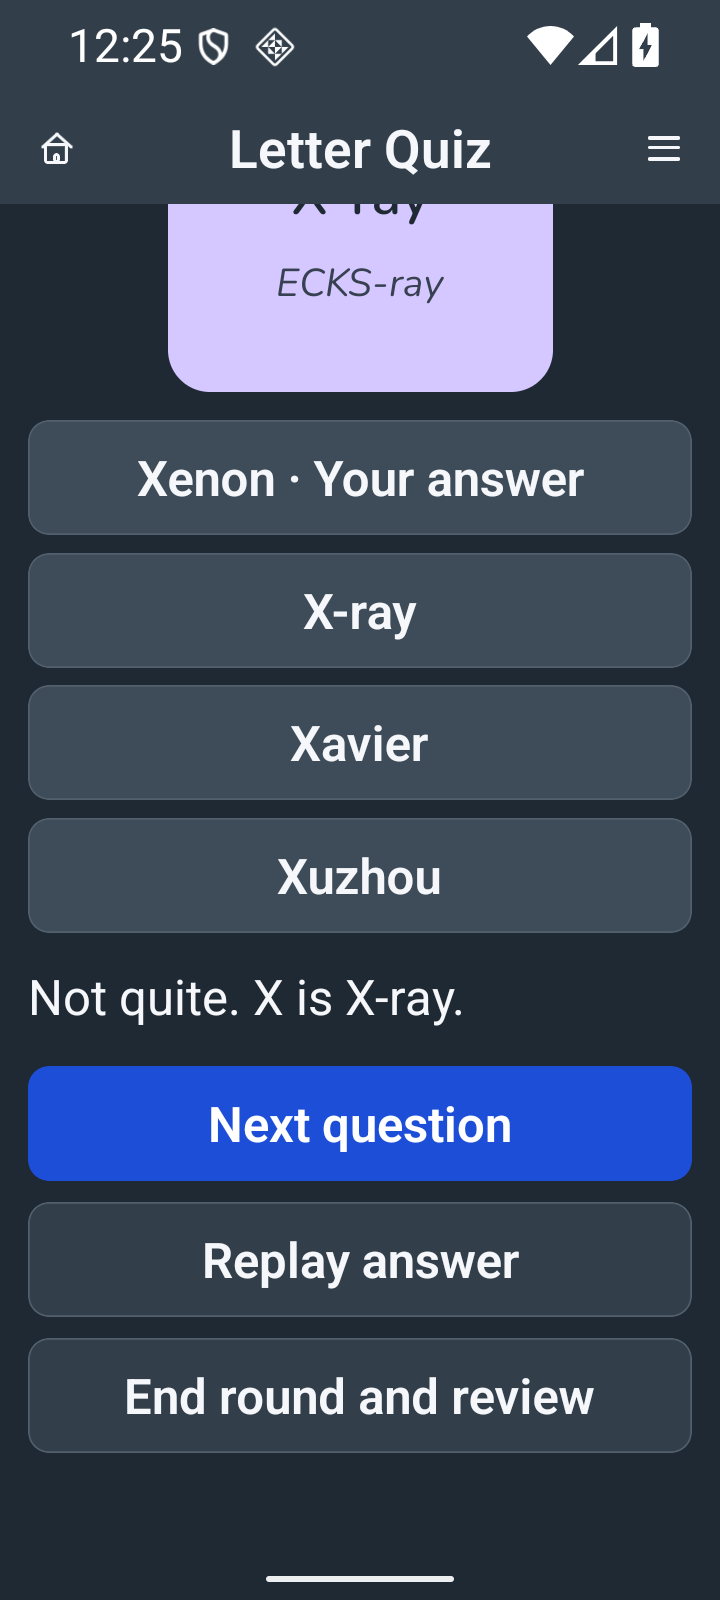 12:25
Letter Quiz
X-ray
ECKS-ray
Xenon · Your answer
X-ray
Xavier
Xuzhou
Not quite. X is X-ray.
Next question
Replay answer
End round and review